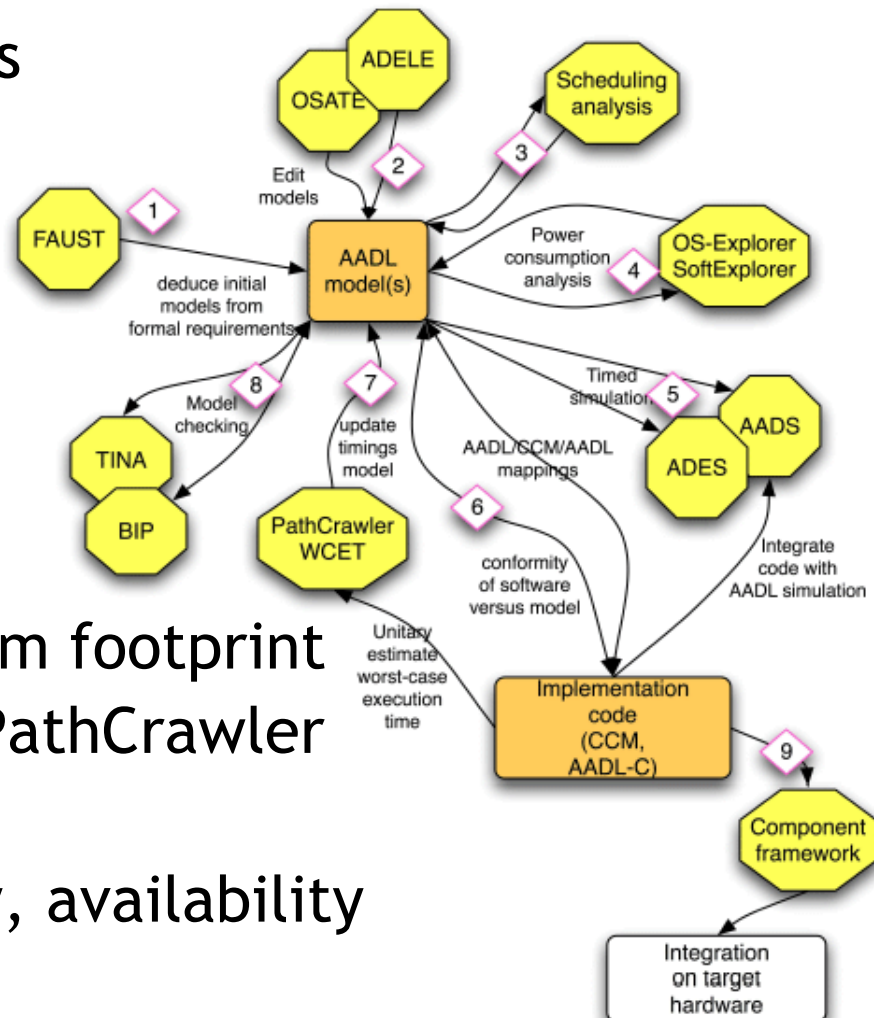 s
ADELE
OSATE
Scheduling
analysis
3
2
Edit
models
1
FAUST
AADL
model(s)
Power
consumption
analysis
4
OS-Explorer
SoftExplorer
deduce initial
models from
formal requirements
8
Model
checking
7
update
timings
model
Timed
simulation
5
AADS
ADES
TINA
BIP
PathCrawler
WCET
AADL/CCM/AADL
mappings
6
conformity
of software
versus model
Integrate
code with
AADL simulation
m footprint
PathCrawler
Unitary
estimate
worst-case
execution
time
Implementation
code
(CCM,
AADL-C)
9
Component
framework
, availability
Integration
on target
hardware